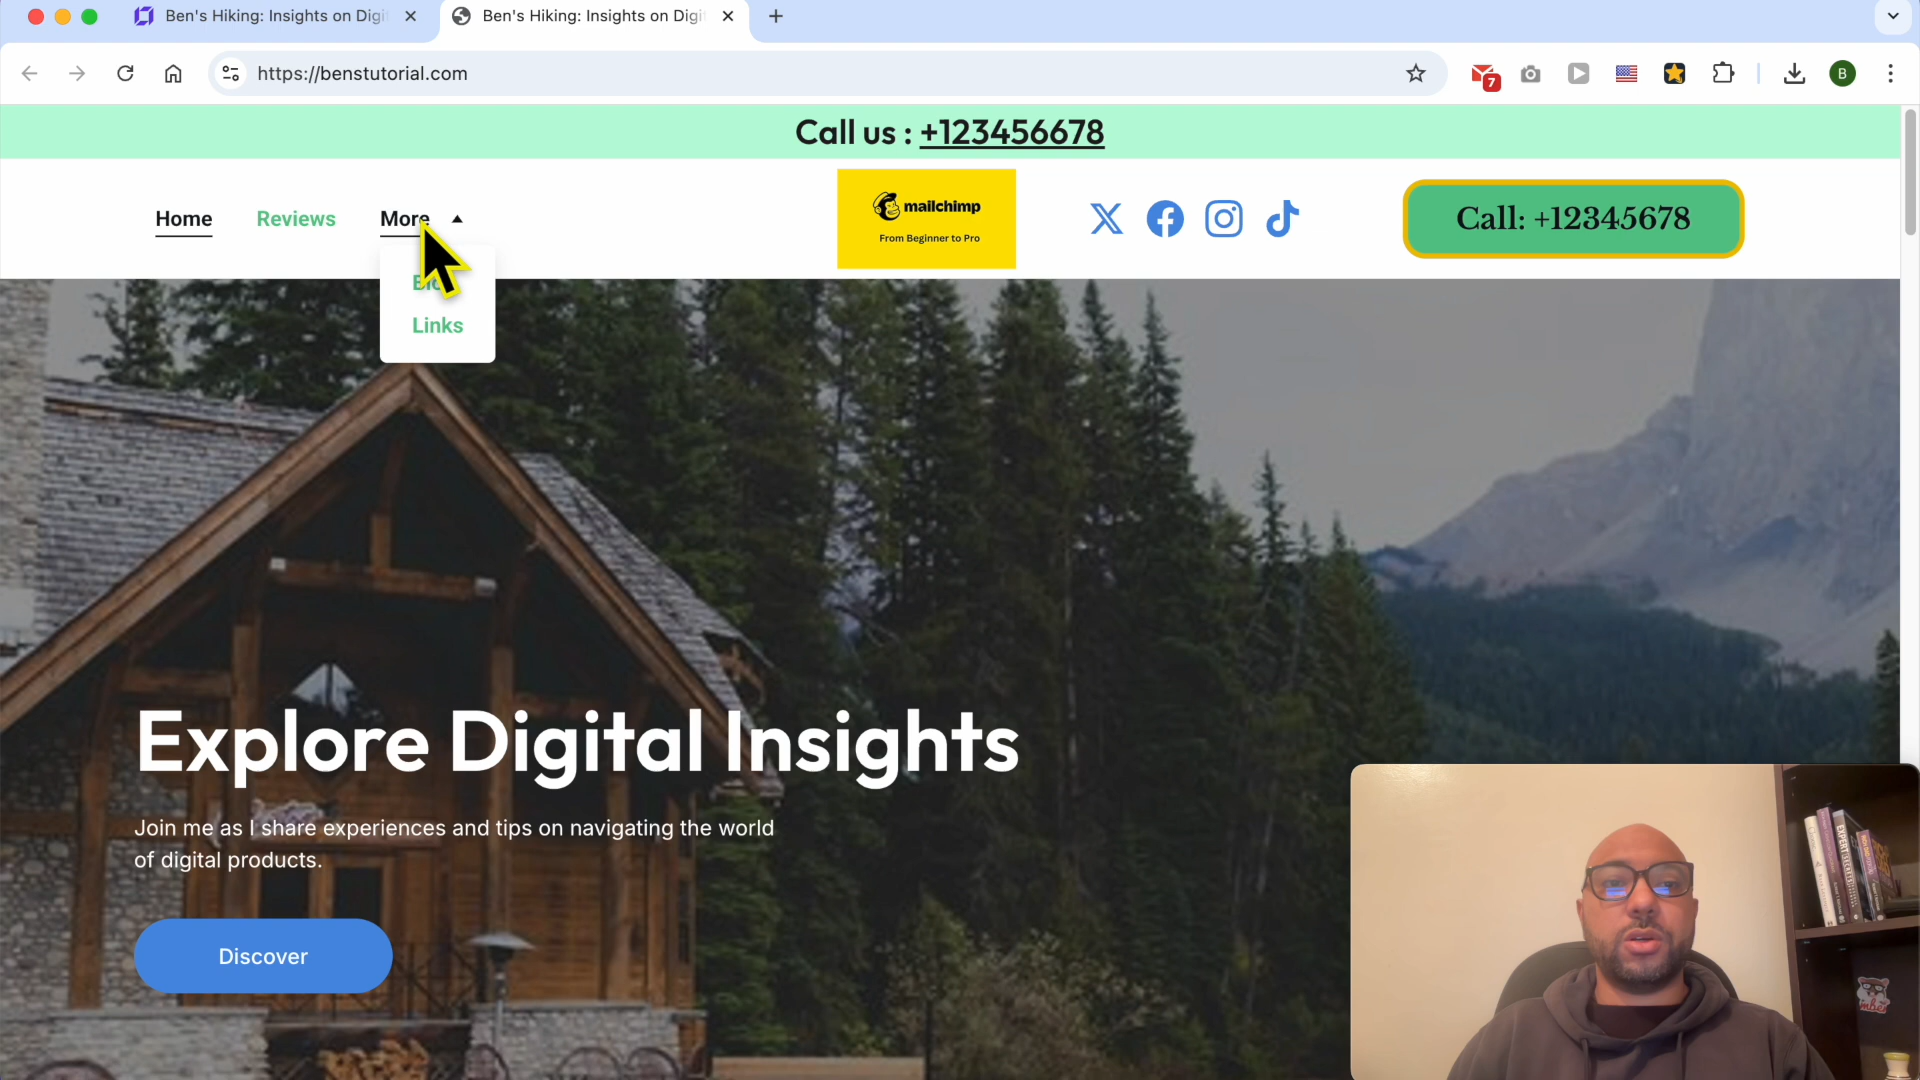 Ben's Hiking: Insights on Digi
Ben's Hiking: Insights on Digi
https://benstutorial.com
7
B
Call us : +123456678
Home
Reviews
More
Links
mailchimp
From Beginner to Pro
Call: +12345678
Explore Digital Insights
Join me as I share experiences and tips on navigating the world
of digital products.
Discover